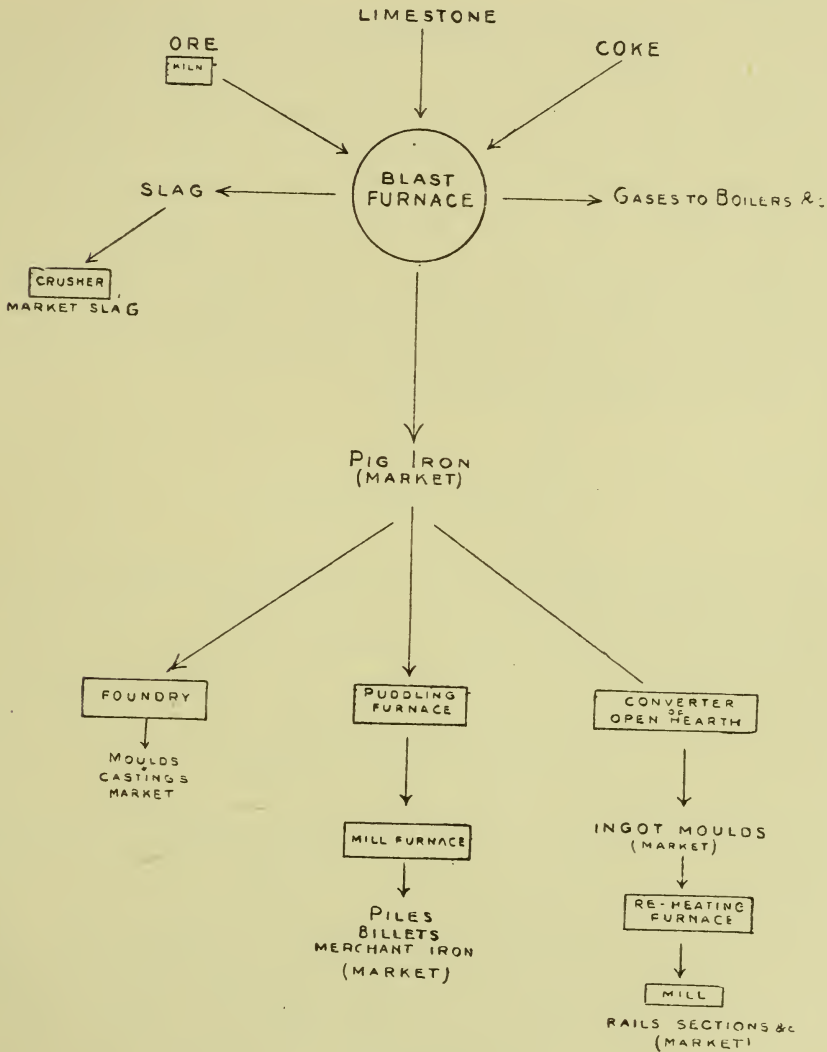 LIMESTONE
ORE
KILN
COKE
BLAST
FURNACE
SLAG
GASES TO BOILERS &c
CRUSHER
MARKET SLAG
PIG IRON
(MARKET)
FOUNDRY
MOULDS
CASTINGS
MARKET
PUDDLING
FURNACE
MILL FURNACE
PILES
BILLETS
MERCHANT IRON
(MARKET)
CONVERTER
OPEN HEARTH
INGOT MOULDS
(MARKET)
RE-HEATING
FURNACE
MILL
RAILS SECTIONS &c
(MARKET)